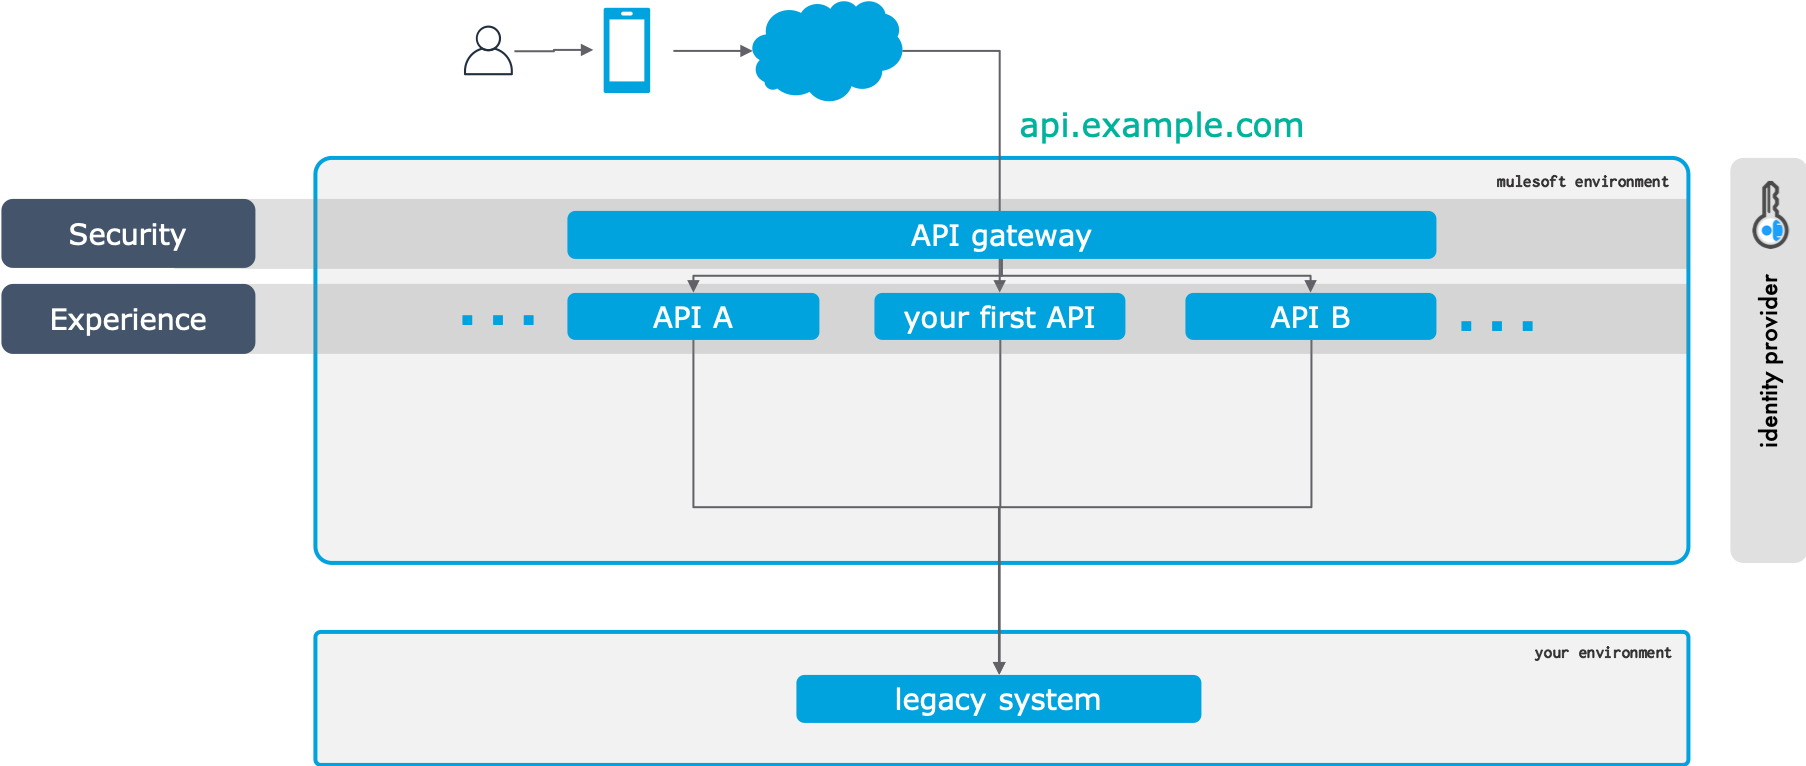 api.example.com
mulesoft environment
Security
API gateway
Experience
API A
your first API
API B
identity provider
your environment
legacy system